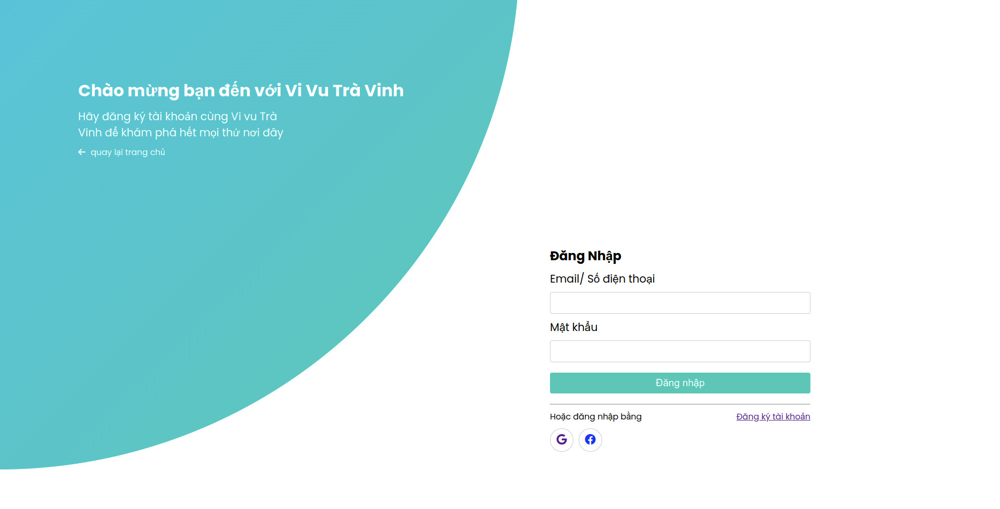 Chào mừng bạn đến với Vi Vu Trà Vinh
Hãy đăng ký tài khoản cùng Vi vu Trà
Vinh để khám phá hết mọi thứ nơi đây
quay lại trang chủ
Đăng Nhập
Email/ Số điện thoại
Mật khẩu
Đăng nhập
Hoặc đăng nhập bằng
Đăng ký tài khoản